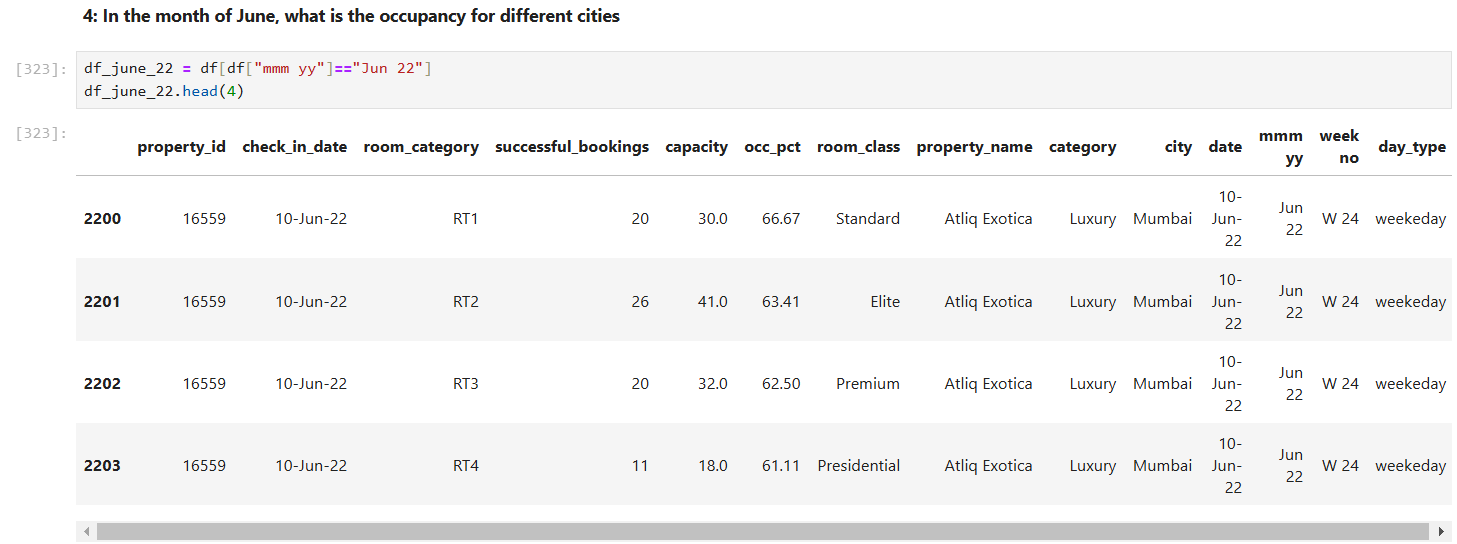 4: In the month of June, what is the occupancy for different cities
[323]: df_june_22 = df[df["mmm yy"]=="Jun 22"]
df_june_22.head(4)
[323]:
property_id check_in_date room_category successful_bookings capacity occ_pct room_class property_name category city date mmm yy week no day_type
2200 16559 10-Jun-22 RT1 20 30.0 66.67 Standard Atliq Exotica Luxury Mumbai 10-Jun-22 Jun 22 W 24 weekeday
2201 16559 10-Jun-22 RT2 26 41.0 63.41 Elite Atliq Exotica Luxury Mumbai 10-Jun-22 Jun 22 W 24 weekeday
2202 16559 10-Jun-22 RT3 20 32.0 62.50 Premium Atliq Exotica Luxury Mumbai 10-Jun-22 Jun 22 W 24 weekeday
2203 16559 10-Jun-22 RT4 11 18.0 61.11 Presidential Atliq Exotica Luxury Mumbai 10-Jun-22 Jun 22 W 24 weekeday